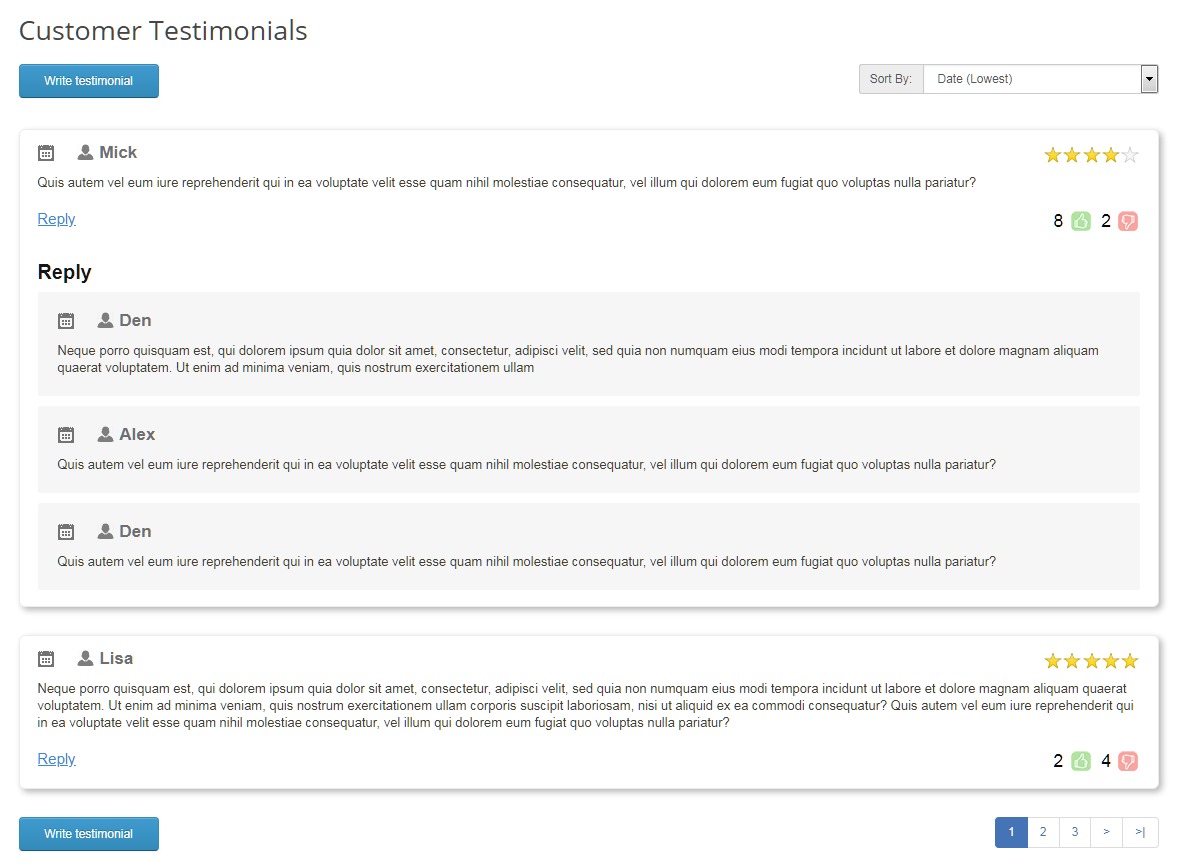 Customer Testimonials
Write testimonial
Sort By: Date (Lowest)
Mick
Quis autem vel eum iure reprehenderit qui in ea voluptate velit esse quam nihil molestiae consequatur, vel illum qui dolorem eum fugiat quo voluptas nulla pariatur?
Reply
8 2
Reply
Den
Neque porro quisquam est, qui dolorem ipsum quia dolor sit amet, consectetur, adipisci velit, sed quia non numquam eius modi tempora incidunt ut labore et dolore magnam aliquam
quaerat voluptatem. Ut enim ad minima veniam, quis nostrum exercitationem ullam
Alex
Quis autem vel eum iure reprehenderit qui in ea voluptate velit esse quam nihil molestiae consequatur, vel illum qui dolorem eum fugiat quo voluptas nulla pariatur?
Den
Quis autem vel eum iure reprehenderit qui in ea voluptate velit esse quam nihil molestiae consequatur, vel illum qui dolorem eum fugiat quo voluptas nulla pariatur?
Lisa
Neque porro quisquam est, qui dolorem ipsum quia dolor sit amet, consectetur, adipisci velit, sed quia non numquam eius modi tempora incidunt ut labore et dolore magnam aliquam quaerat
voluptatem. Ut enim ad minima veniam, quis nostrum exercitationem ullam corporis suscipit laboriosam, nisi ut aliquid ex ea commodi consequatur? Quis autem vel eum iure reprehenderit qui
in ea voluptate velit esse quam nihil molestiae consequatur, vel illum qui dolorem eum fugiat quo voluptas nulla pariatur?
Reply
2 4
Write testimonial
1 2 3 > >|